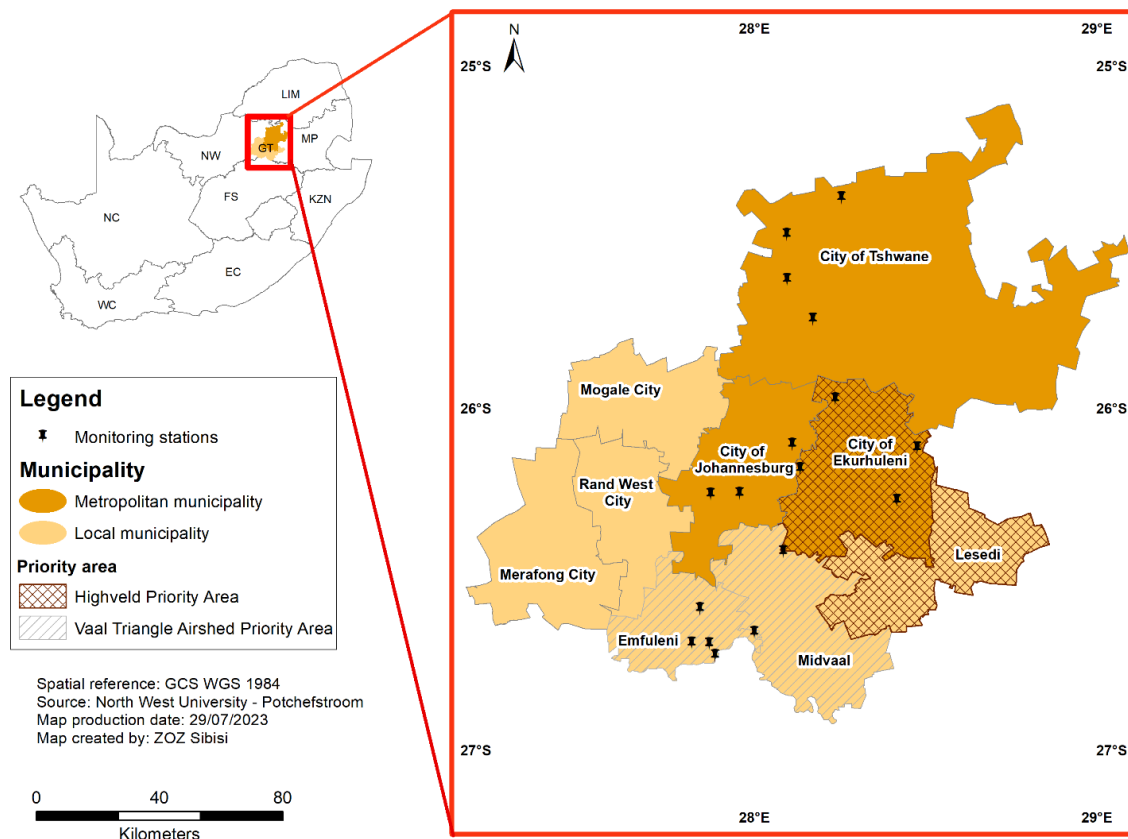 N
28°E
29°E
25°S
25°S
LIM
MP
NW
GT
FS
KZN
NC
EC
WC
City of Tshwane
Mogale City
26°S
26°S
City of
Johannesburg
City of
Ekurhuleni
Rand West
City
Merafong City
Lesedi
Emfuleni
Midvaal
Legend
Monitoring stations
Municipality
Metropolitan municipality
Local municipality
Priority area
Highveld Priority Area
Vaal Triangle Airshed Priority Area
Spatial reference: GCS WGS 1984
Source: North West University - Potchefstroom
Map production date: 29/07/2023
Map created by: ZOZ Sibisi
27°S
27°S
0 40 80
Kilometers
28°E
29°E